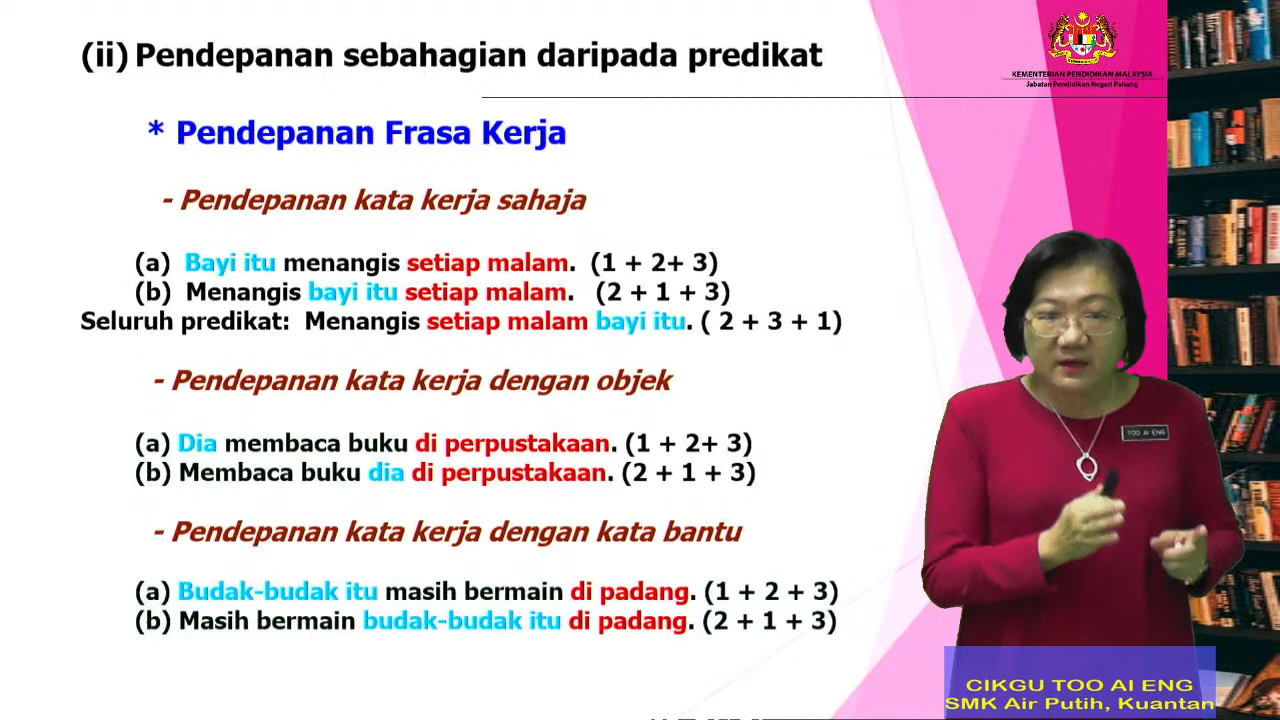 (ii) Pendepanan sebahagian daripada predikat
KEMENTERIAN PENDIDIKAN MALAYSIA
Jabatan Pendidikan Negeri Pahang
* Pendepanan Frasa Kerja
- Pendepanan kata kerja sahaja
(a) Bayi itu menangis setiap malam. (1 + 2+ 3)
(b) Menangis bayi itu setiap malam. (2 + 1 + 3)
Seluruh predikat: Menangis setiap malam bayi itu. ( 2 + 3 + 1)
- Pendepanan kata kerja dengan objek
(a) Dia membaca buku di perpustakaan. (1 + 2+ 3)
(b) Membaca buku dia di perpustakaan. (2 + 1 + 3)
- Pendepanan kata kerja dengan kata bantu
(a) Budak-budak itu masih bermain di padang. (1 + 2 + 3)
(b) Masih bermain budak-budak itu di padang. (2 + 1 + 3)
TOO AI ENG
CIKGU TOO AI ENG
SMK Air Putih, Kuantan